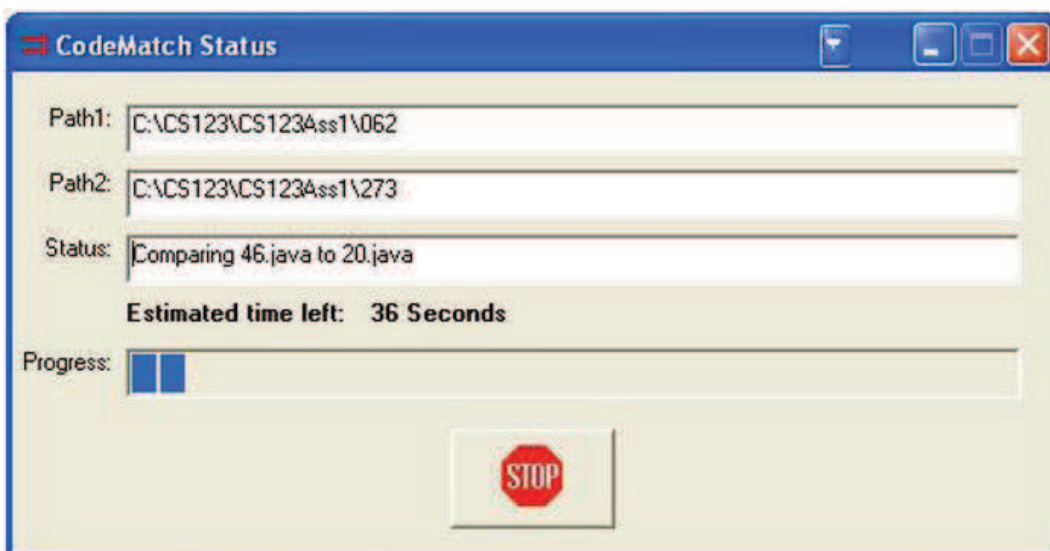 CodeMatch Status
Path1: C:\CS123\CS123Ass1\062
Path2: C:\CS123\CS123Ass1\273
Status: Comparing 46.java to 20.java
Estimated time left: 36 Seconds
Progress:
STOP